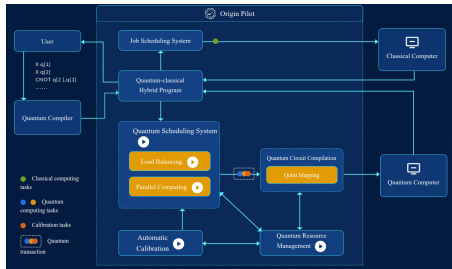 Origin Pilot
User
Job Scheduling System
Classical Computer
X q[1]
X q[2]
CNOT q[2],q[1]
......
Quantum-classical
Hybrid Program
Quantum Compiler
Quantum Scheduling System
Load Balancing
Parallel Computing
Quantum Circuit Compilation
Qubit Mapping
Quantum Computer
Automatic
Calibration
Quantum Resource
Management
Classical computing
tasks
Quantum
computing tasks
Calibration tasks
Quantum
transaction